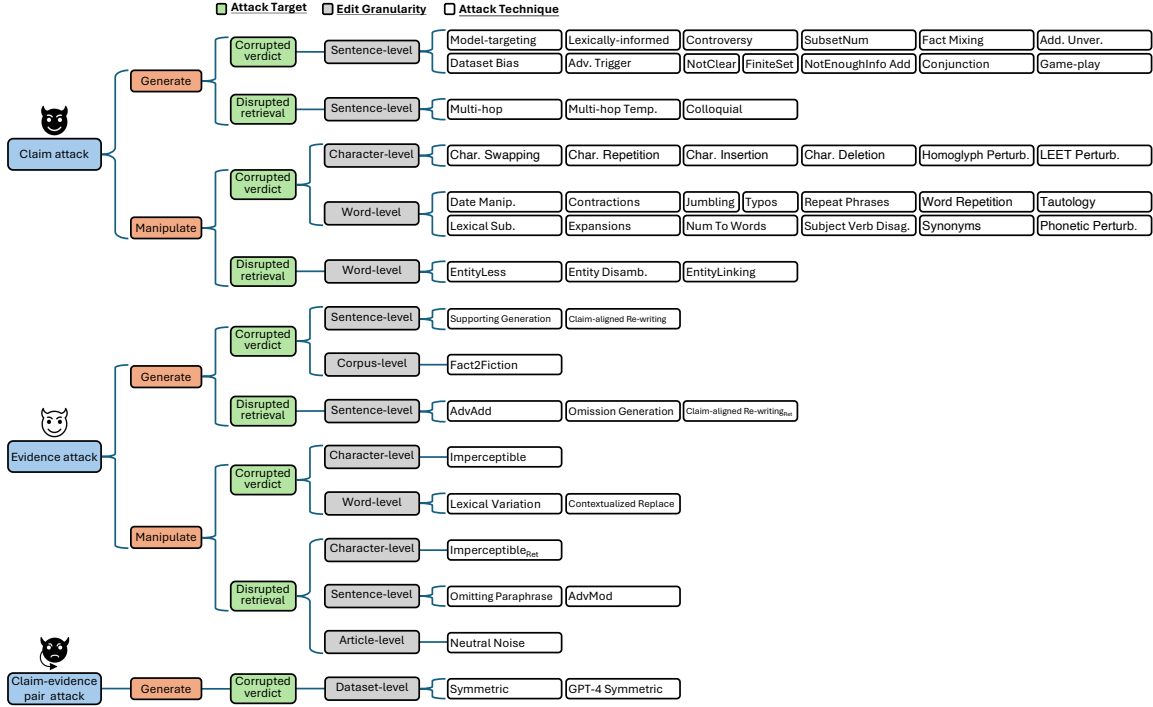 Attack Target Edit Granularity Attack Technique
Claim attack
Generate
Corrupted
verdict
Sentence-level
Model-targeting Lexically-informed Controversy SubsetNum Fact Mixing Add. Unver.
Dataset Bias Adv. Trigger NotClear FiniteSet NotEnoughInfo Add Conjunction Game-play
Disrupted
retrieval
Sentence-level
Multi-hop Multi-hop Temp. Colloquial
Manipulate
Corrupted
verdict
Character-level
Char. Swapping Char. Repetition Char. Insertion Char. Deletion Homoglyph Perturb. LEET Perturb.
Word-level
Date Manip. Contractions Jumbling Typos Repeat Phrases Word Repetition Tautology
Lexical Sub. Expansions Num To Words Subject Verb Disag. Synonyms Phonetic Perturb.
Disrupted
retrieval
Word-level
EntityLess Entity Disamb. EntityLinking
Evidence attack
Generate
Corrupted
verdict
Sentence-level
Supporting Generation Claim-aligned Re-writing
Corpus-level
Fact2Fiction
Disrupted
retrieval
Sentence-level
AdvAdd Omission Generation Claim-aligned Re-writingRet
Manipulate
Corrupted
verdict
Character-level
Imperceptible
Word-level
Lexical Variation Contextualized Replace
Disrupted
retrieval
Character-level
ImperceptibleRet
Sentence-level
Omitting Paraphrase AdvMod
Article-level
Neutral Noise
Claim-evidence
pair attack
Generate
Corrupted
verdict
Dataset-level
Symmetric GPT-4 Symmetric